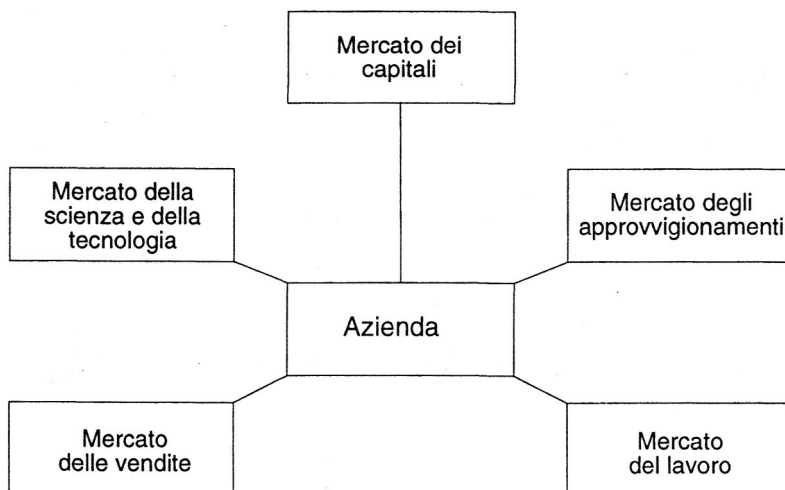 Mercato dei
capitali
Mercato della
scienza e della
tecnologia
Mercato degli
approvvigionamenti
Azienda
Mercato
delle vendite
Mercato
del lavoro